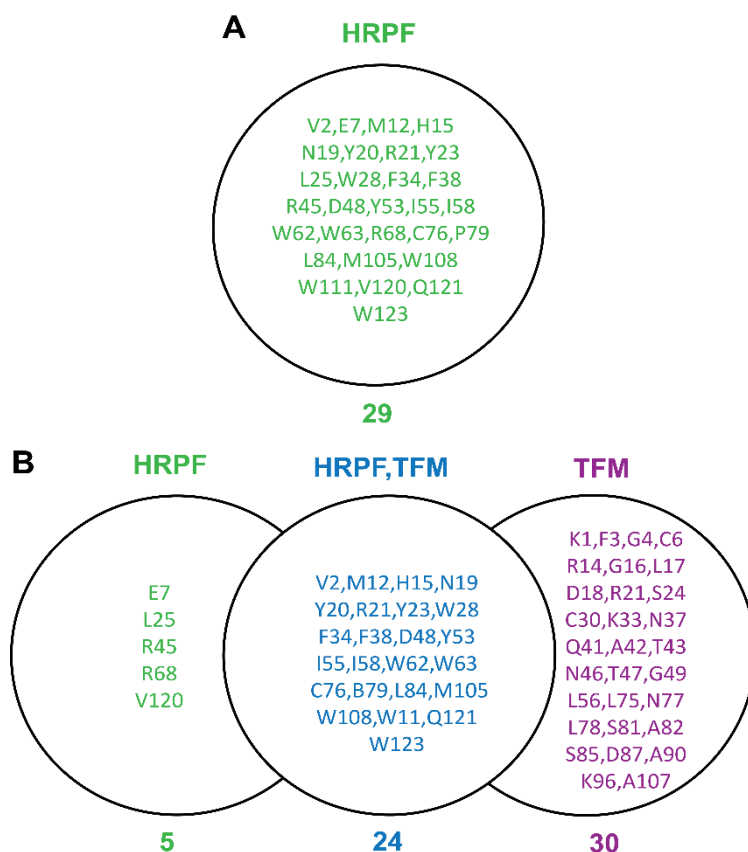 A
HRPF
V2,E7,M12,H15
N19,Y20,R21,Y23
L25,W28,F34,F38
R45,D48,Y53,I55,I58
W62,W63,R68,C76,P79
L84,M105,W108
W111,V120,Q121
W123
29
B
HRPF
HRPF,TFM
TFM
E7
L25
R45
R68
V120
V2,M12,H15,N19
Y20,R21,Y23,W28
F34,F38,D48,Y53
I55,I58,W62,W63
C76,B79,L84,M105
W108,W11,Q121
W123
K1,F3,G4,C6
R14,G16,L17
D18,R21,S24
C30,K33,N37
Q41,A42,T43
N46,T47,G49
L56,L75,N77
L78,S81,A82
S85,D87,A90
K96,A107
5
24
30